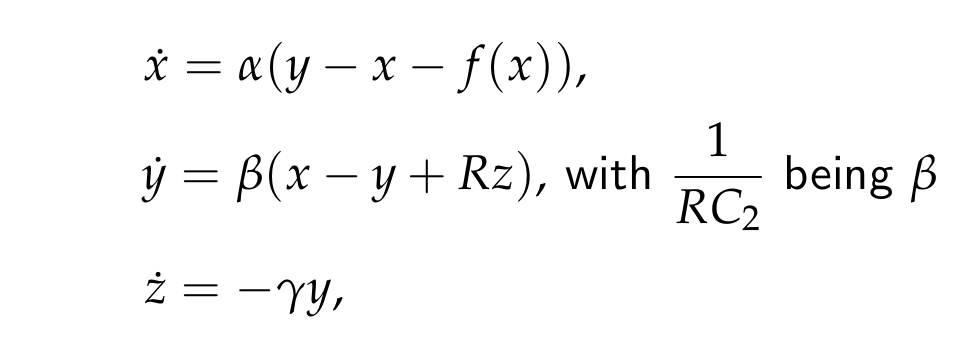 ẋ = α(y − x − f(x)),
ẏ = β(x − y + Rz), with 1/(RC₂) being β
ż = −γy,